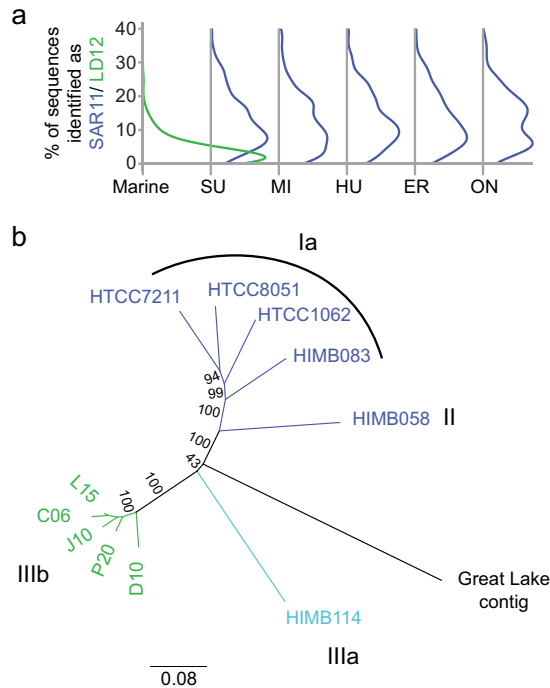 a
% of sequences
identified as
SAR11/ LD12
40
30
20
10
0
Marine SU MI HU ER ON
b
Ia
HTCC7211
HTCC8051
HTCC1062
HIMB083
HIMB058 II
94
99
100
100
43
100
100
L15
C06
J10
P20
D10
IIIb
Great Lake
contig
HIMB114
IIIa
0.08